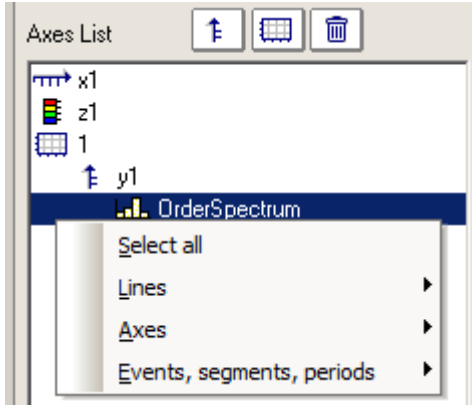 Axes List
x1
z1
1
y1
OrderSpectrum
Select all
Lines
Axes
Events, segments, periods